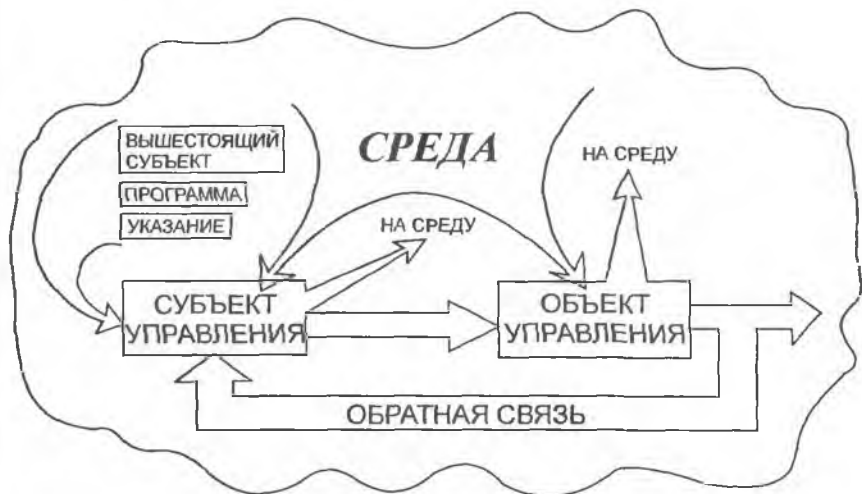 ВЫШЕСТОЯЩИЙ
СУБЪЕКТ
ПРОГРАММА
УКАЗАНИЕ
СРЕДА
НА СРЕДУ
НА СРЕДУ
СУБЪЕКТ
УПРАВЛЕНИЯ
ОБЪЕКТ
УПРАВЛЕНИЯ
ОБРАТНАЯ СВЯЗЬ